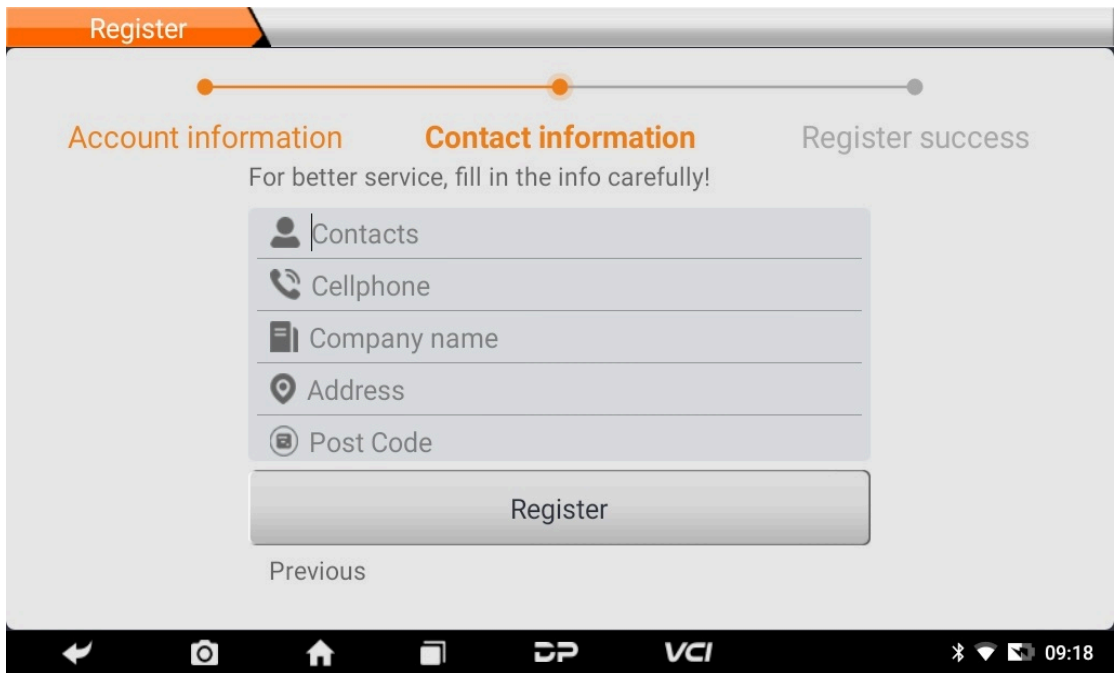 Register
Account information
Contact information
Register success
For better service, fill in the info carefully!
Contacts
Cellphone
Company name
Address
Post Code
Register
Previous
DP
VCI
09:18